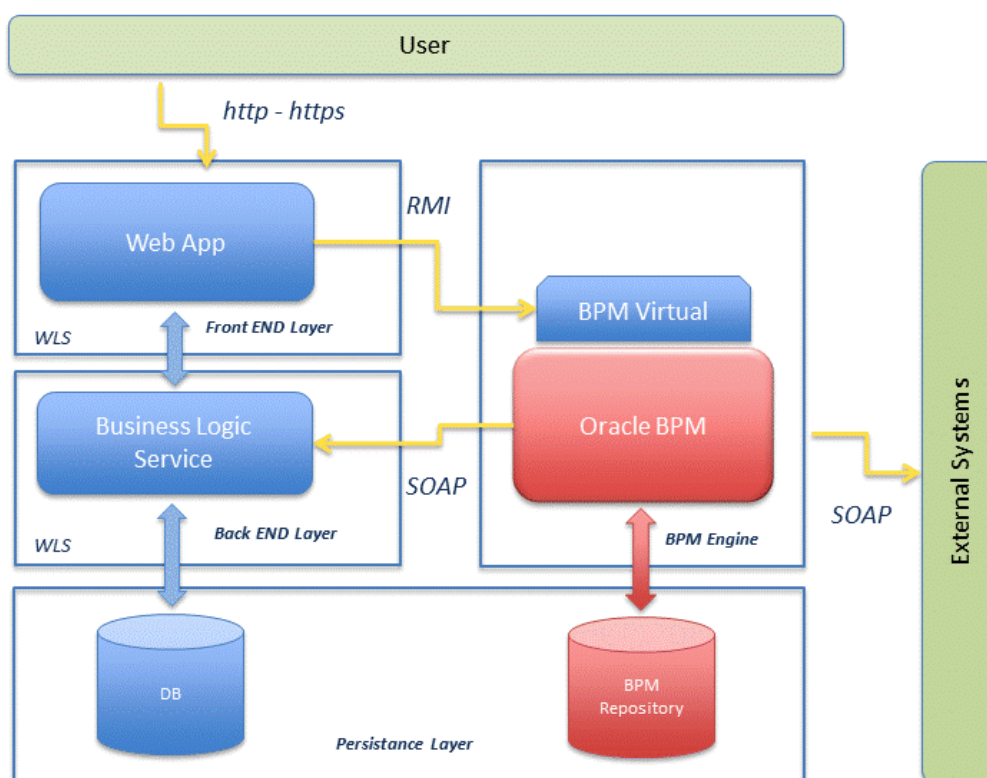 User
http - https
Web App
RMI
Front END Layer
WLS
BPM Virtual
Business Logic
Service
Oracle BPM
SOAP
Back END Layer
WLS
BPM Engine
SOAP
External Systems
DB
BPM
Repository
Persistance Layer